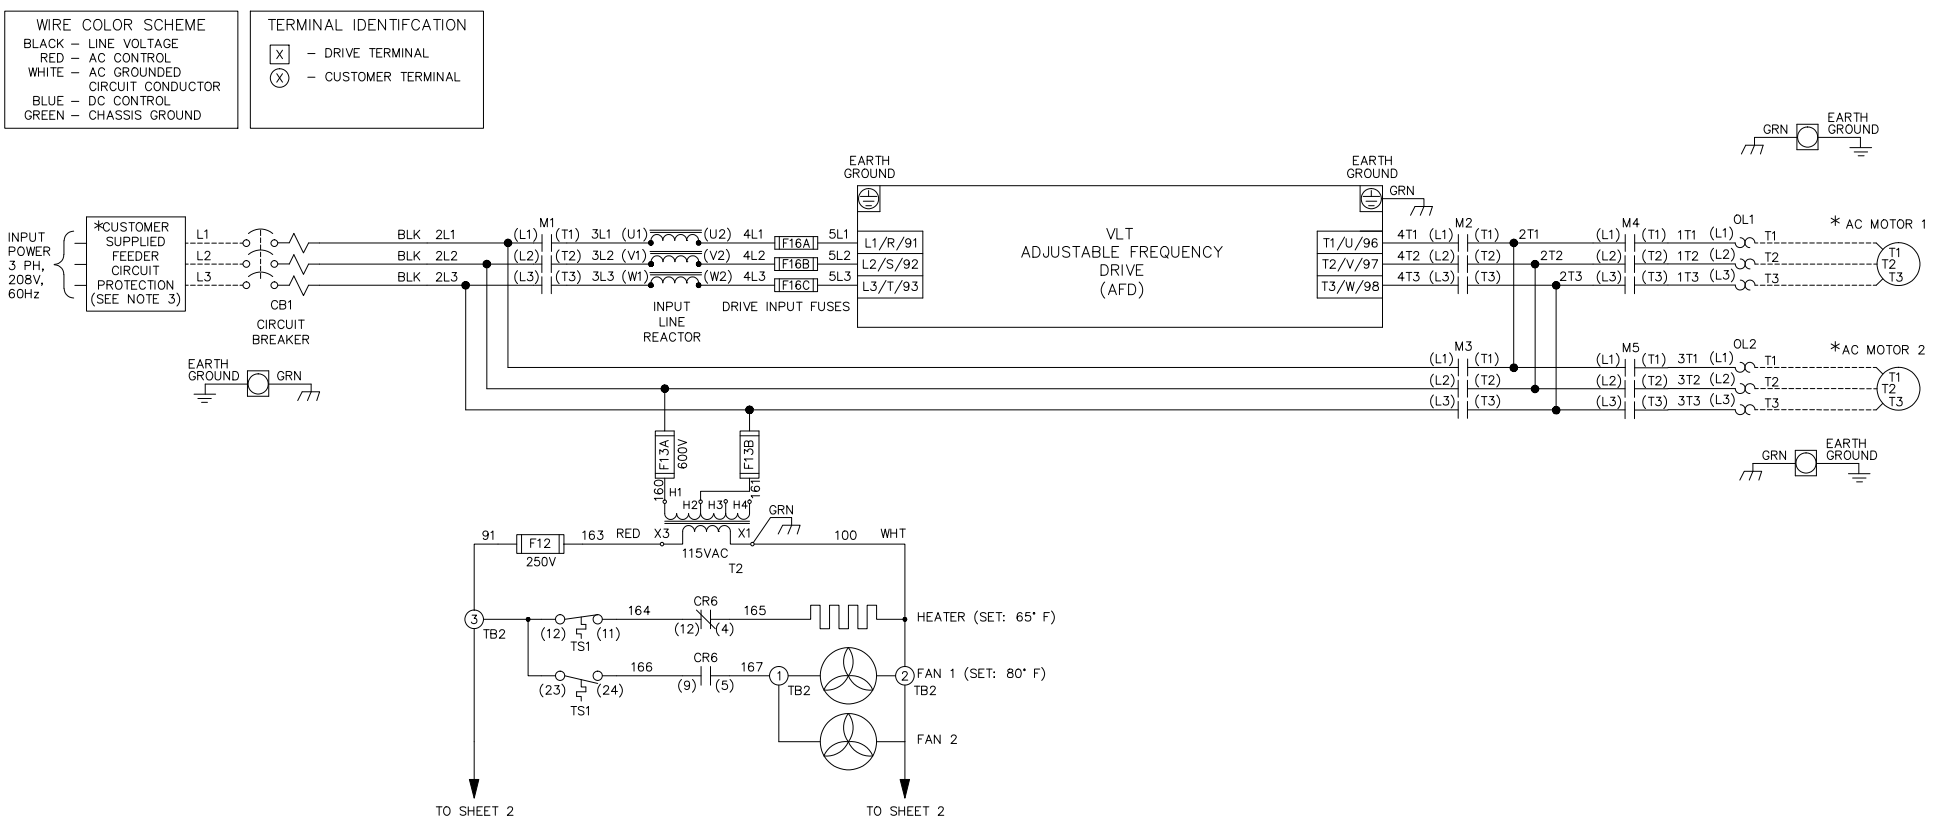 WIRE COLOR SCHEME
BLACK – LINE VOLTAGE
RED – AC CONTROL
WHITE – AC GROUNDED
CIRCUIT CONDUCTOR
BLUE – DC CONTROL
GREEN – CHASSIS GROUND
TERMINAL IDENTIFCATION
X – DRIVE TERMINAL
X – CUSTOMER TERMINAL
GRN
EARTH
GROUND
EARTH
GROUND
EARTH
GROUND
GRN
INPUT
POWER
3 PH,
208V,
60Hz
*CUSTOMER
SUPPLIED
FEEDER
CIRCUIT
PROTECTION
(SEE NOTE 3)
L1
L2
L3
CB1
CIRCUIT
BREAKER
M1
BLK 2L1 (L1) (T1) 3L1 (U1) (U2) 4L1 F16A 5L1 L1/R/91
BLK 2L2 (L2) (T2) 3L2 (V1) (V2) 4L2 F16B 5L2 L2/S/92
BLK 2L3 (L3) (T3) 3L3 (W1) (W2) 4L3 F16C 5L3 L3/T/93
INPUT
LINE
REACTOR
DRIVE INPUT FUSES
VLT
ADJUSTABLE FREQUENCY
DRIVE
(AFD)
M2 M4 OL1 * AC MOTOR 1
T1/U/96 4T1 (L1) (T1) 2T1 (L1) (T1) 1T1 (L1) T1 T1
T2/V/97 4T2 (L2) (T2) 2T2 (L2) (T2) 1T2 (L2) T2 T2
T3/W/98 4T3 (L3) (T3) 2T3 (L3) (T3) 1T3 (L3) T3 T3
EARTH
GROUND GRN
M3 M5 OL2 *AC MOTOR 2
(L1) (T1) (L1) (T1) 3T1 (L1) T1 T1
(L2) (T2) (L2) (T2) 3T2 (L2) T2 T2
(L3) (T3) (L3) (T3) 3T3 (L3) T3 T3
GRN
EARTH
GROUND
F13A
600V
F13B
160
161
H1 H2 H3 H4
GRN
91 F12 163 RED X3 X1 100 WHT
250V
115VAC
T2
3
TB2
(12) (11)
TS1
164
CR6
(12) (4)
165
HEATER (SET: 65° F)
(23) (24)
TS1
166
CR6
(9) (5)
167
1
TB2
2
TB2
FAN 1 (SET: 80° F)
FAN 2
TO SHEET 2
TO SHEET 2